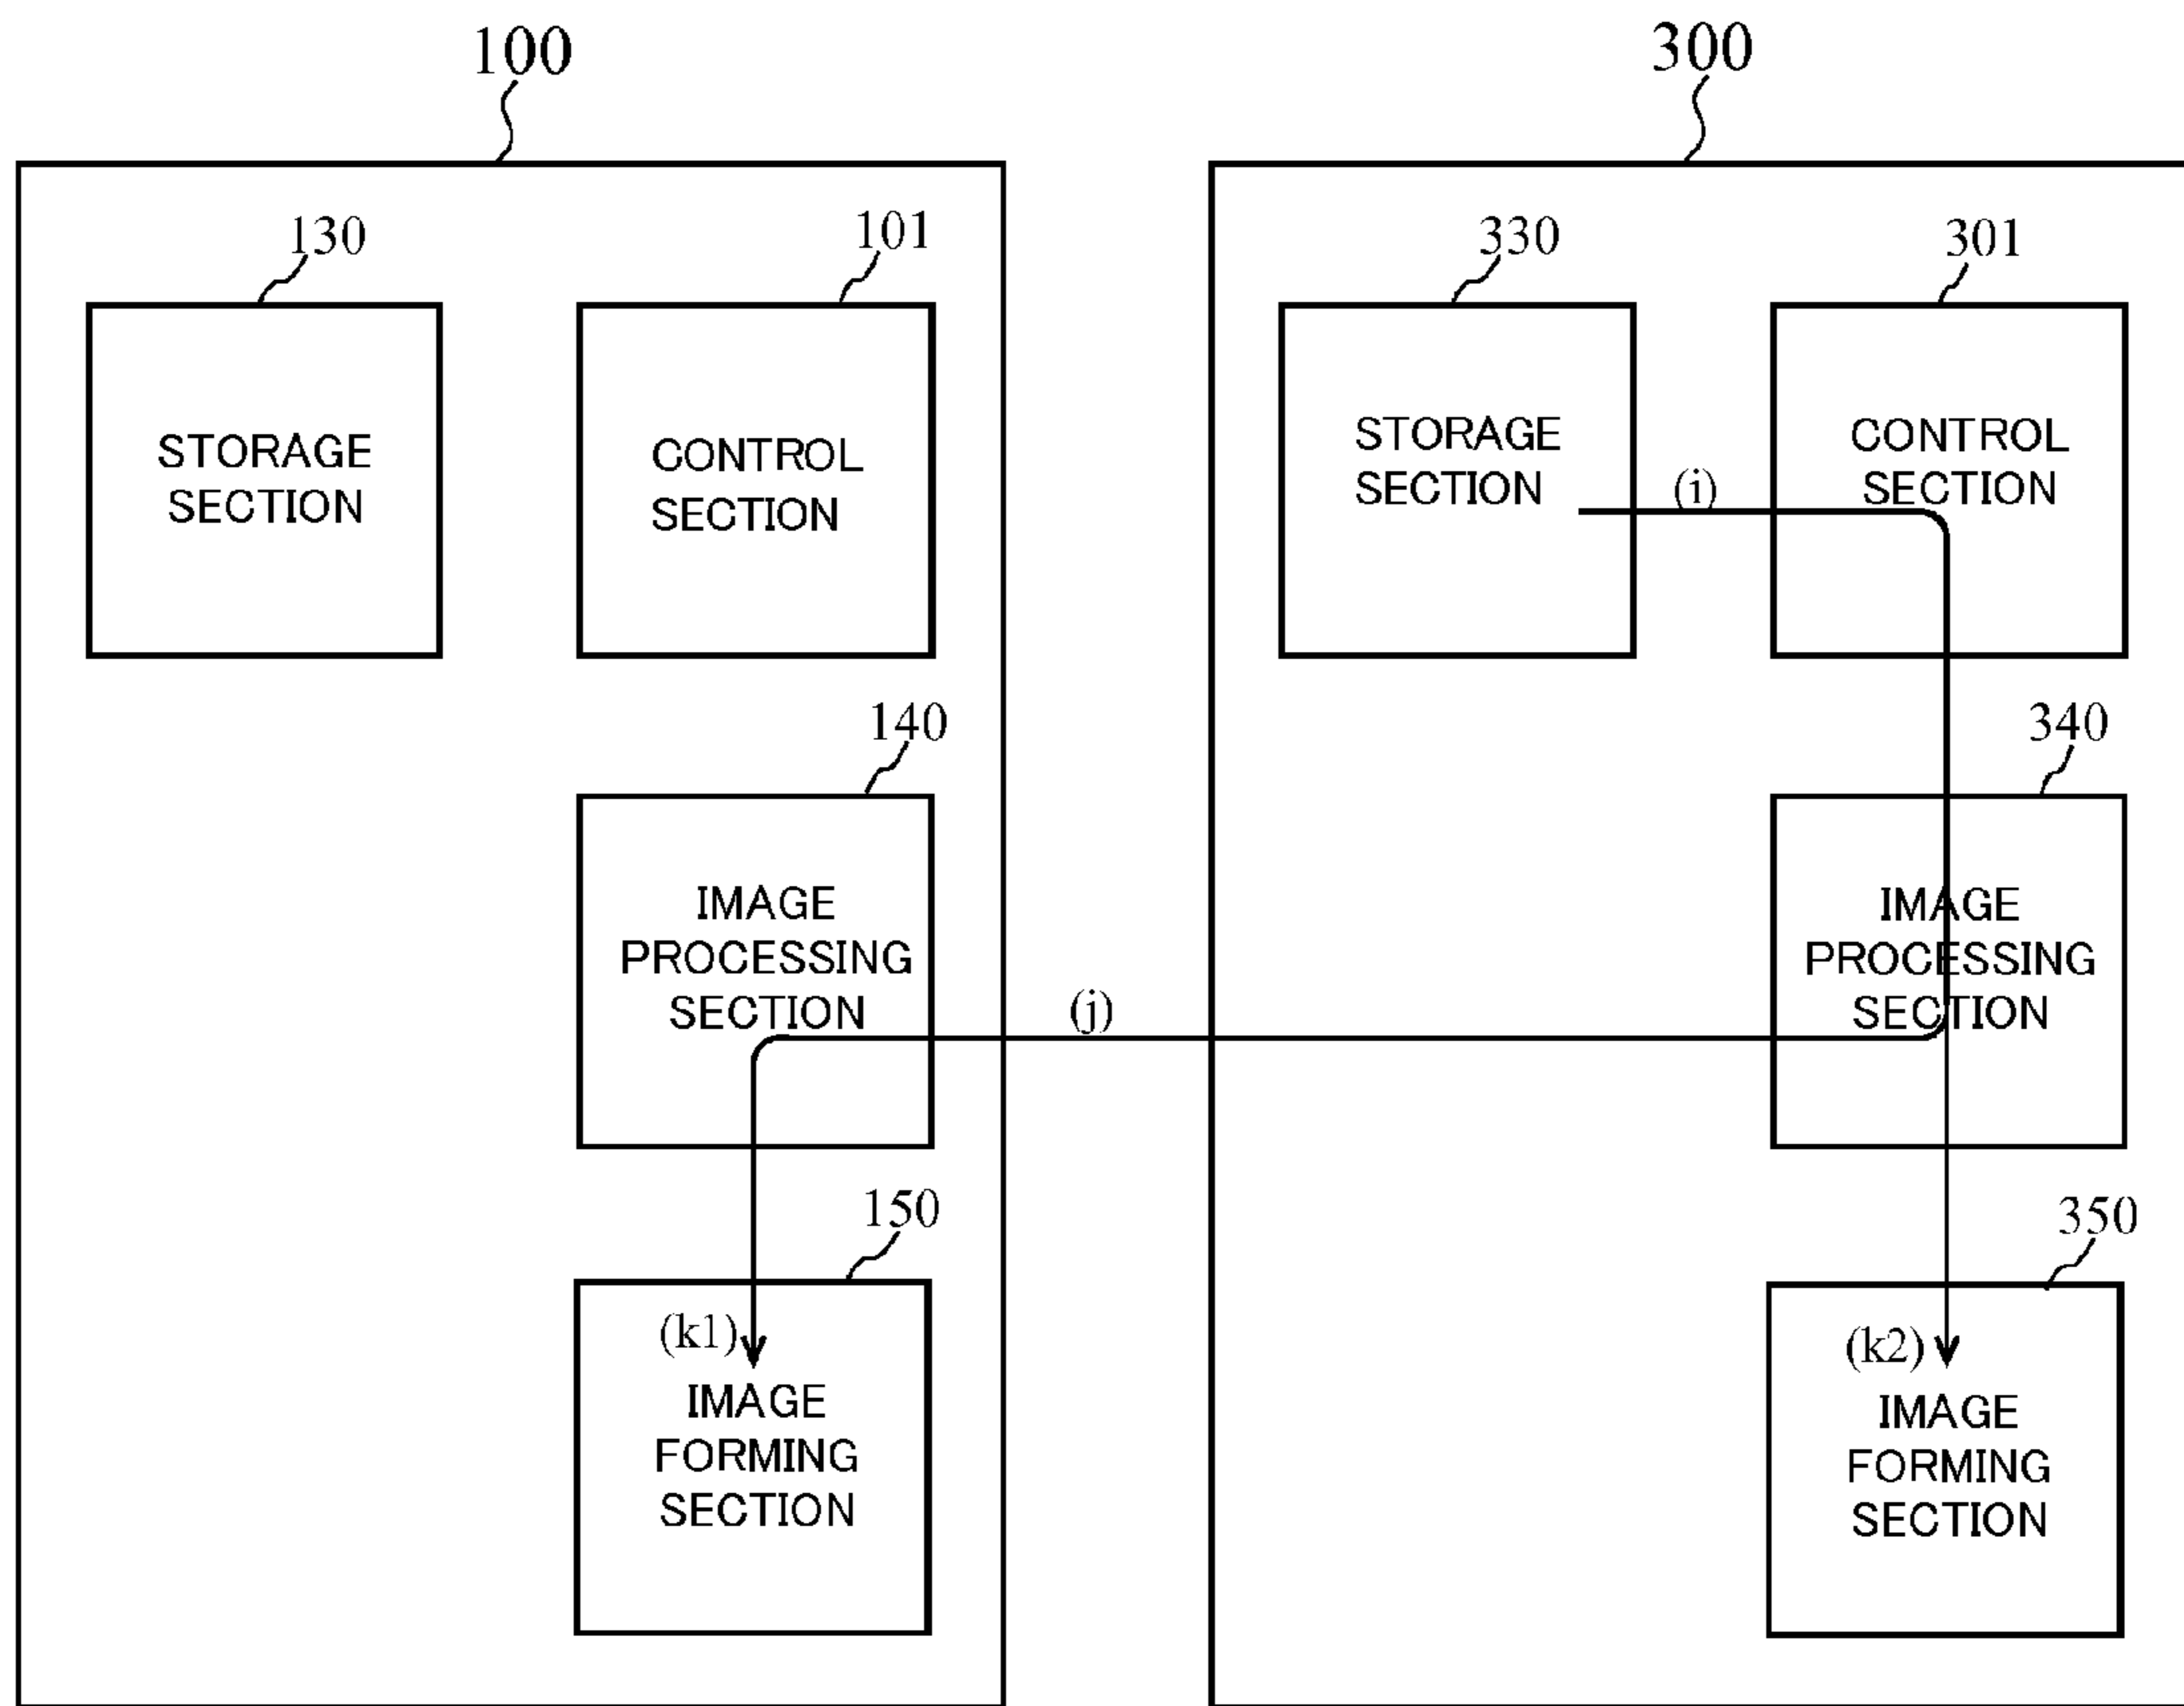 100
300
130
101
330
301
STORAGE
SECTION
CONTROL
SECTION
STORAGE
SECTION
(i)
CONTROL
SECTION
140
340
IMAGE
PROCESSING
SECTION
(j)
IMAGE
PROCESSING
SECTION
150
350
(k1)
IMAGE
FORMING
SECTION
(k2)
IMAGE
FORMING
SECTION